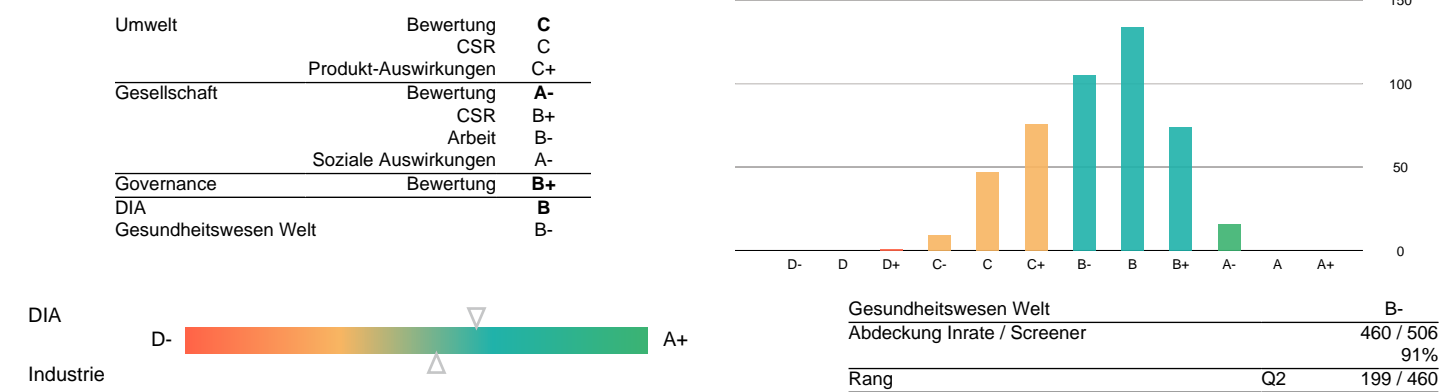 Umwelt Bewertung C
CSR C
Produkt-Auswirkungen C+
Gesellschaft Bewertung A-
CSR B+
Arbeit B-
Soziale Auswirkungen A-
Governance Bewertung B+
DIA B
Gesundheitswesen Welt B-
150
100
50
0
D- D D+ C- C C+ B- B B+ A- A A+
DIA
D- A+
Industrie
Gesundheitswesen Welt B-
Abdeckung Inrate / Screener 460 / 506
91%
Rang Q2 199 / 460